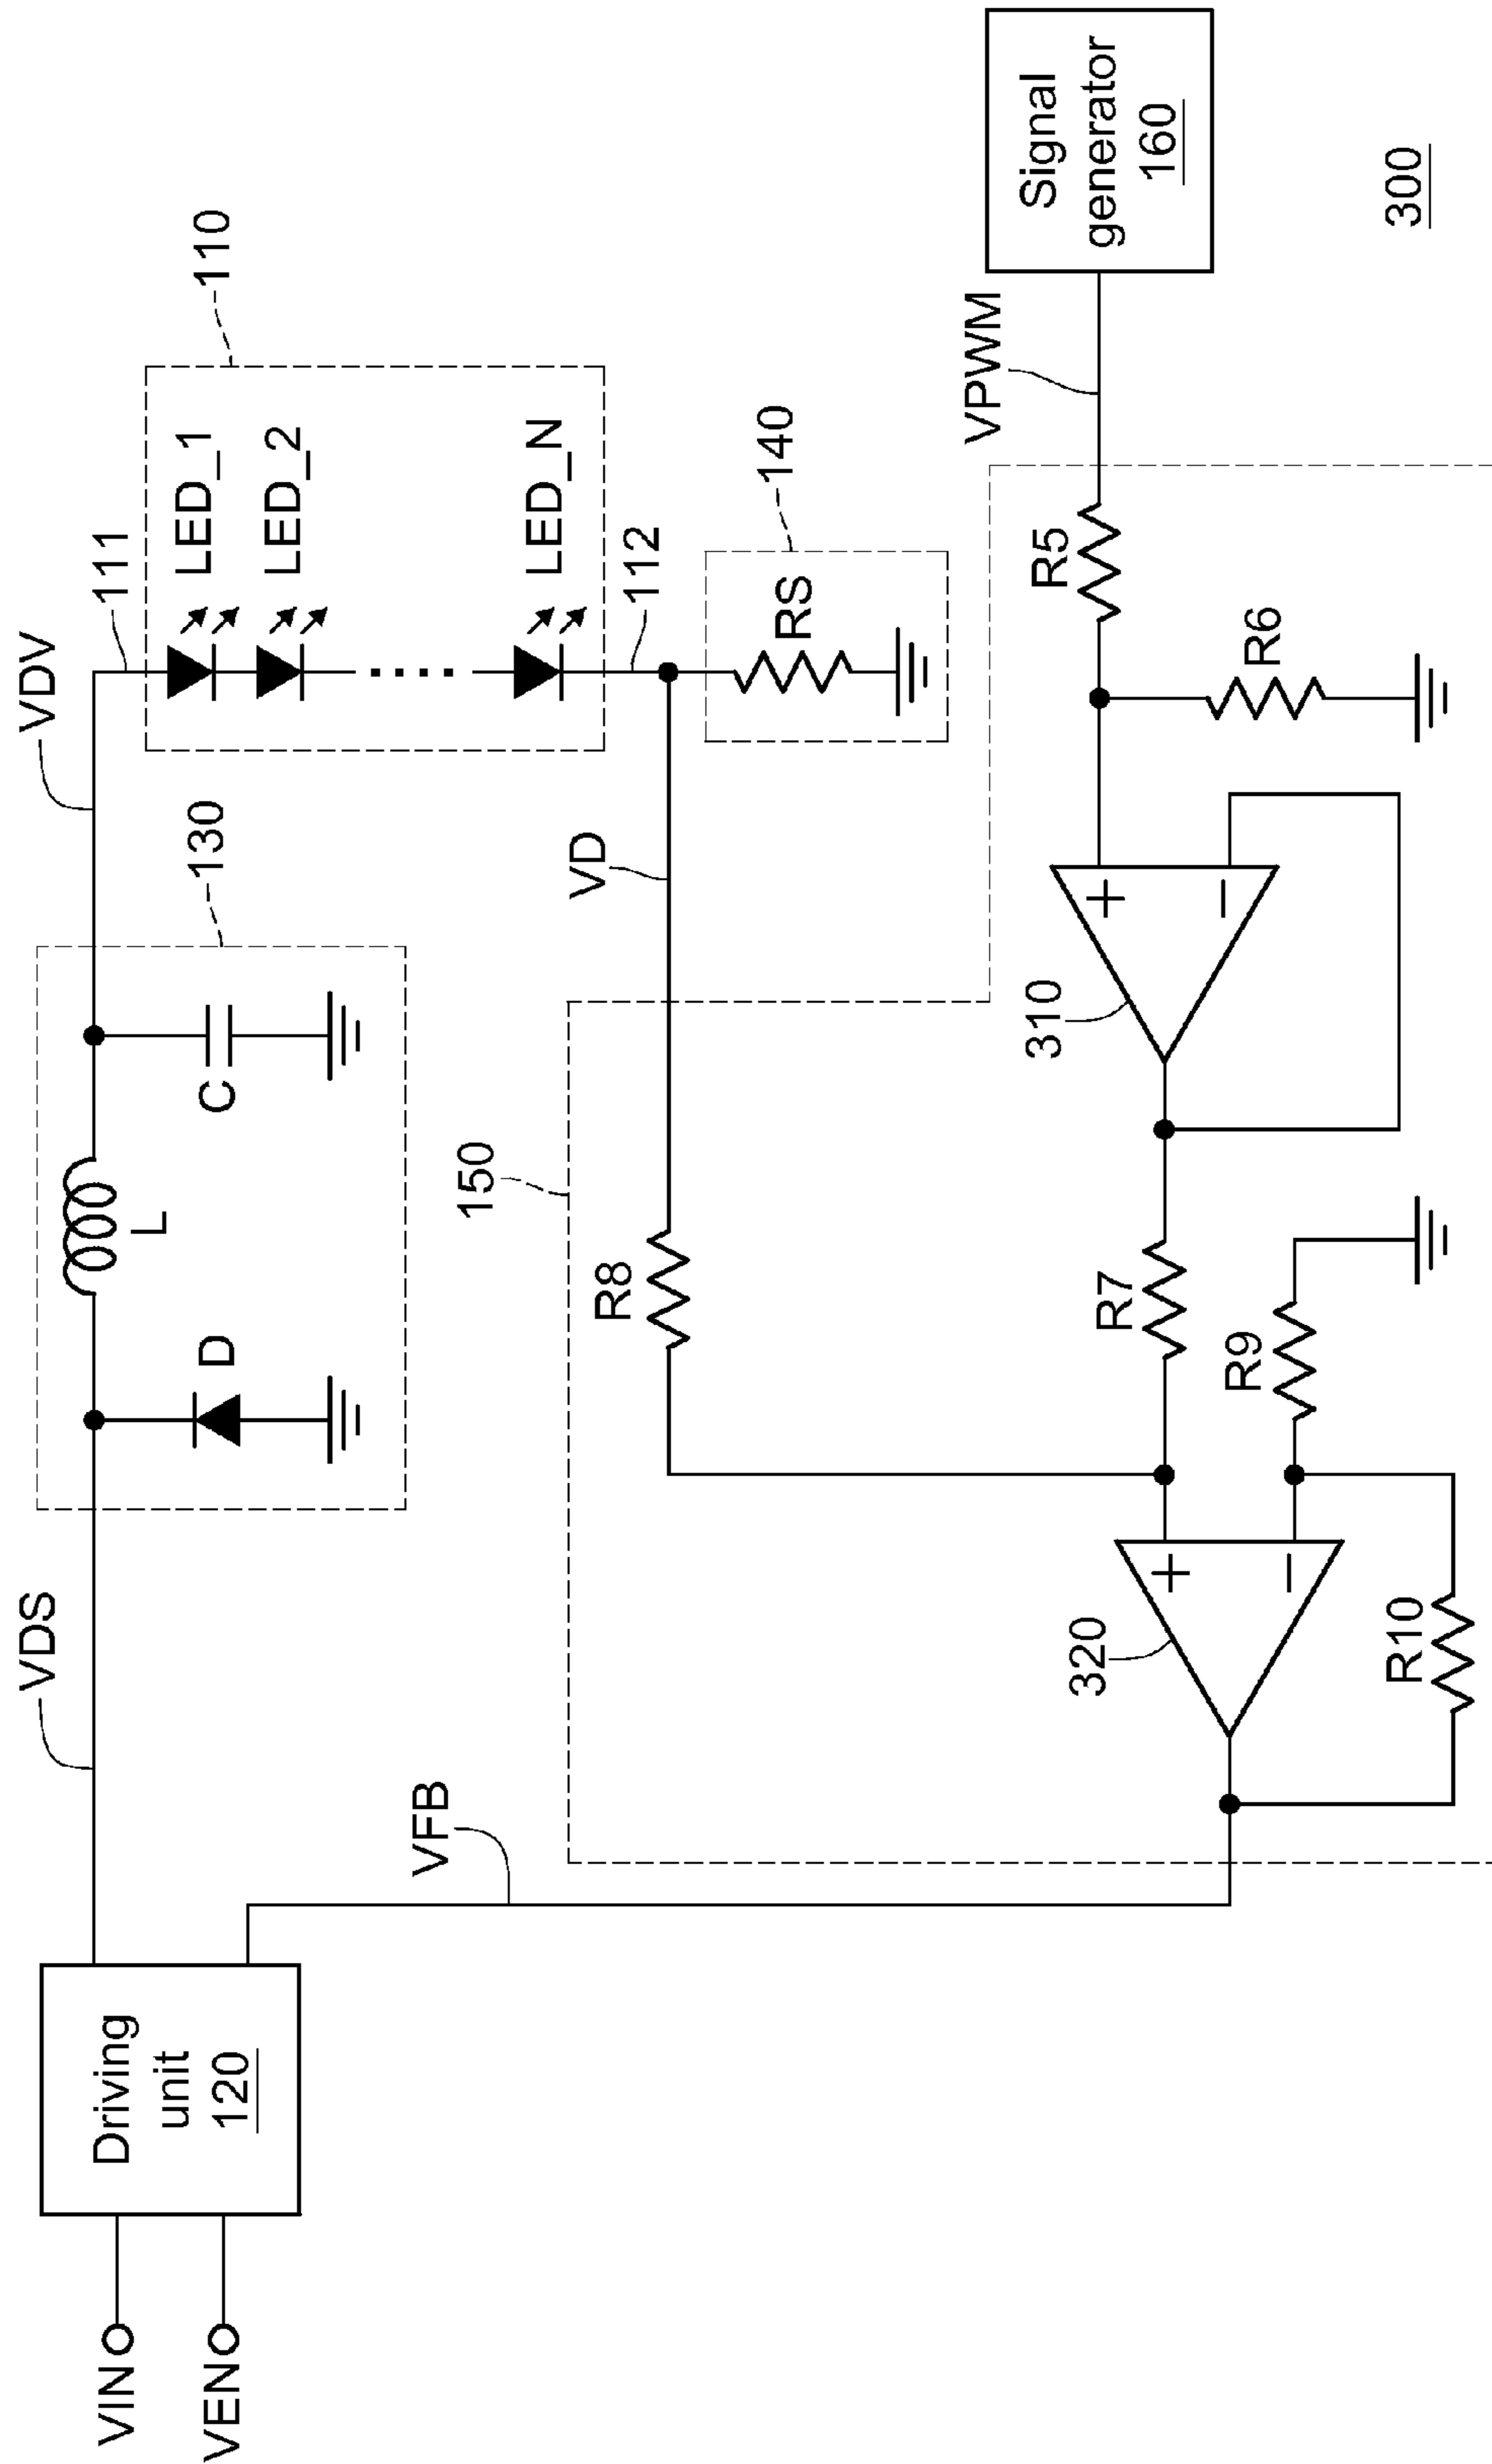 VIN
VEN
Driving
unit
120
VDS
VFB
D
L
C
130
VDV
111
LED_1
LED_2
LED_N
110
112
VD
RS
140
150
R8
R7
R9
R10
320
310
R5
R6
VPWM
Signal
generator
160
300
+
−
+
−